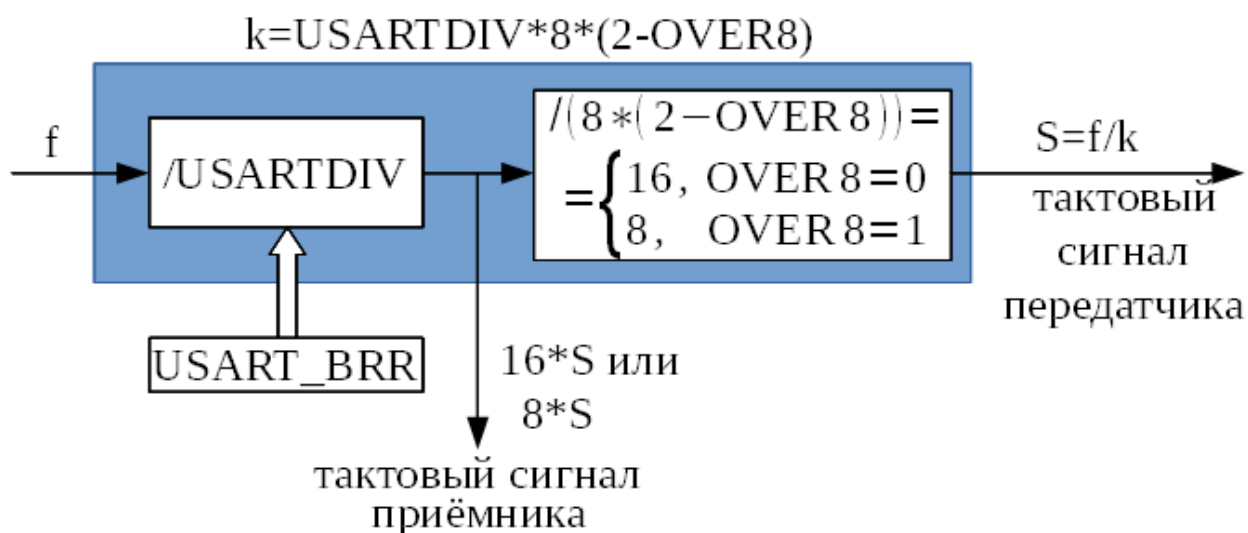 k=USARTDIV*8*(2-OVER8)
f
/USARTDIV
/(8*(2−OVER8))=
={16, OVER8=0
8, OVER8=1
S=f/k
тактовый
сигнал
передатчика
USART_BRR
16*S или
8*S
тактовый сигнал
приёмника